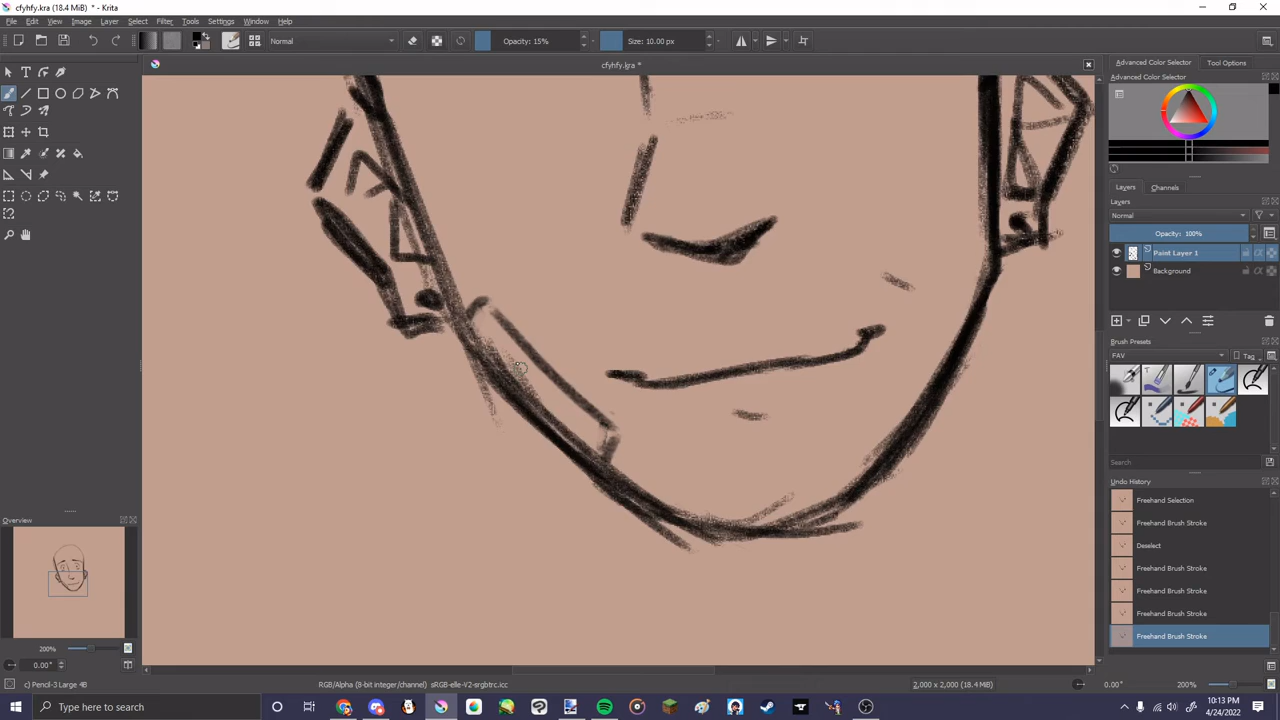 cfyhfy.kra (18.4 MiB) * - Krita
File Edit View Image Layer Select Filter Tools Settings Window Help
Normal Opacity: 15% Size: 10.00 px
cfyhfy.kra *
Advanced Color Selector Tool Options
Advanced Color Selector
Layers Channels
Layers
Normal
Opacity: 100%
Paint Layer 1
Background
Brush Presets
FAV Tag
Search
Undo History
Freehand Selection
Freehand Brush Stroke
Deselect
Freehand Brush Stroke
Freehand Brush Stroke
Freehand Brush Stroke
Freehand Brush Stroke
Overview
200%
0.00°
c) Pencil-3 Large 4B RGB/Alpha (8-bit integer/channel) sRGB-elle-V2-srgbtrc.icc 2,000 x 2,000 (18.4 MiB) 0.00° 200%
Type here to search
10:13 PM
4/24/2022